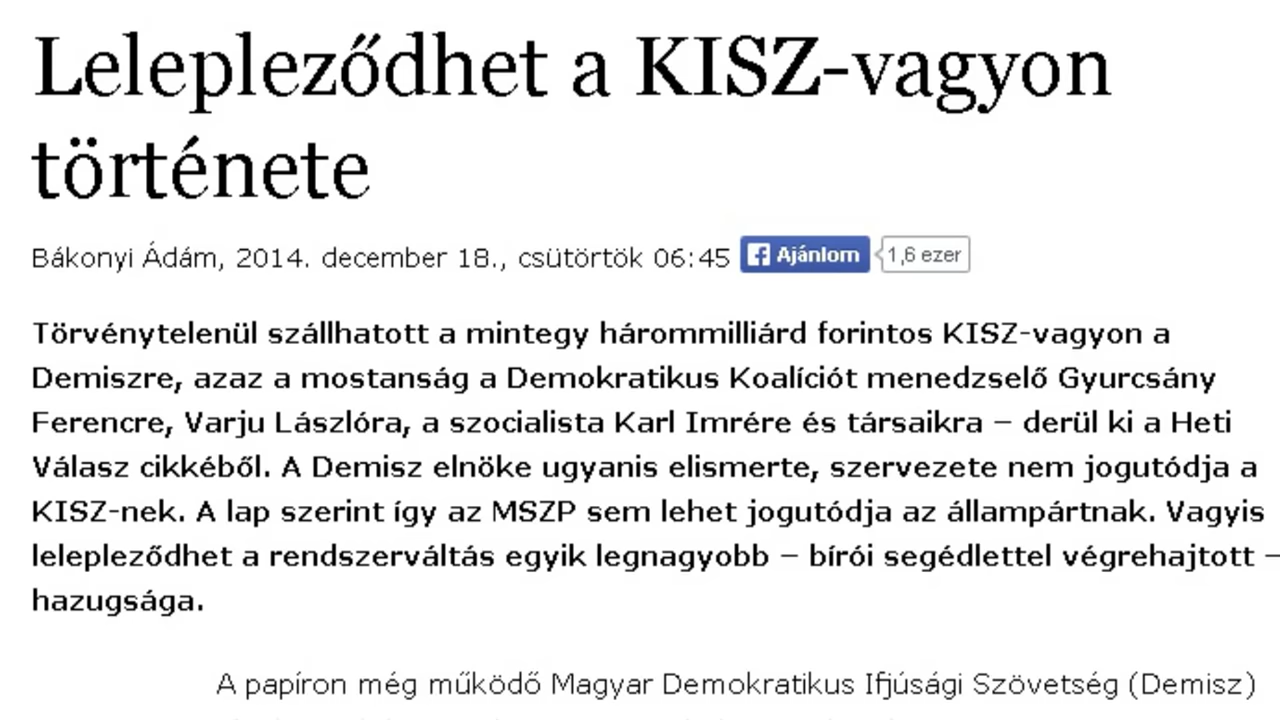 Lelepleződhet a KISZ-vagyon
története
Bákonyi Ádám, 2014. december 18., csütörtök 06:45 Ajánlom 1,6 ezer
Törvénytelenül szállhatott a mintegy hárommilliárd forintos KISZ-vagyon a
Demiszre, azaz a mostanság a Demokratikus Koalíciót menedzselő Gyurcsány
Ferencre, Varju Lászlóra, a szocialista Karl Imrére és társaikra – derül ki a Heti
Válasz cikkéből. A Demisz elnöke ugyanis elismerte, szervezete nem jogutódja a
KISZ-nek. A lap szerint így az MSZP sem lehet jogutódja az állampártnak. Vagyis
lelepleződhet a rendszerváltás egyik legnagyobb – bírói segédlettel végrehajtott –
hazugsága.
A papíron még működő Magyar Demokratikus Ifjúsági Szövetség (Demisz)